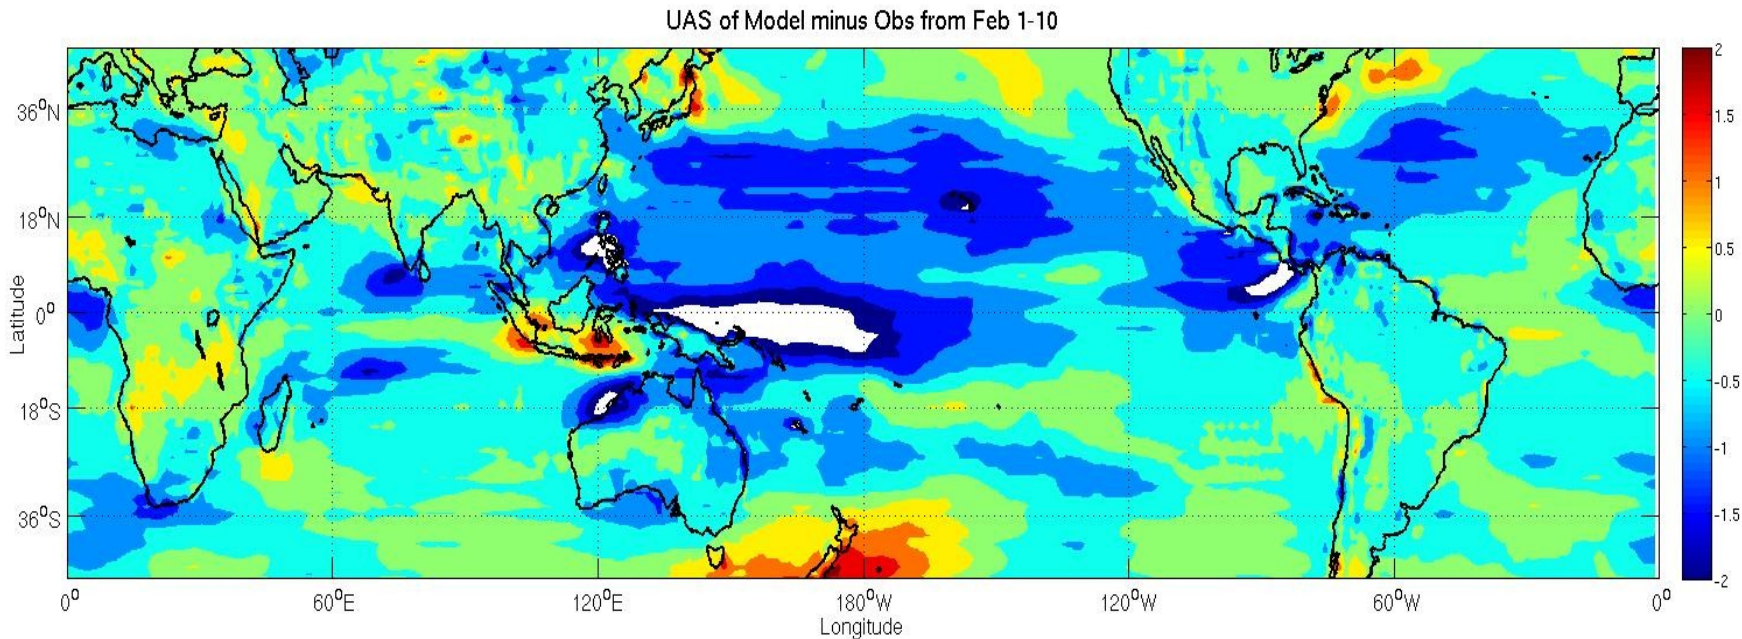 UAS of Model minus Obs from Feb 1-10
36°N
18°N
0°
18°S
36°S
Latitude
0°
60°E
120°E
180°W
120°W
60°W
0°
Longitude
2
1.5
1
0.5
0
-0.5
-1
-1.5
-2